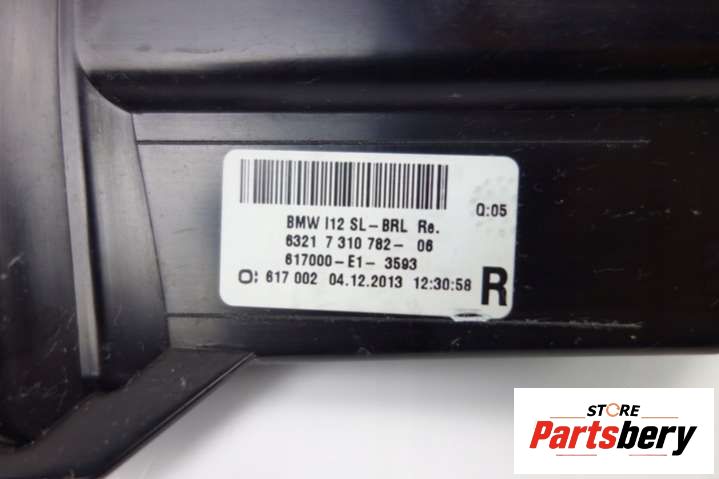 Q:05
BMW I12 SL-BRL Re.
6321 7 310 782- 06
617000-E1- 3593
O: 617 002 04.12.2013 12:30:58 R
STORE
Partsbery